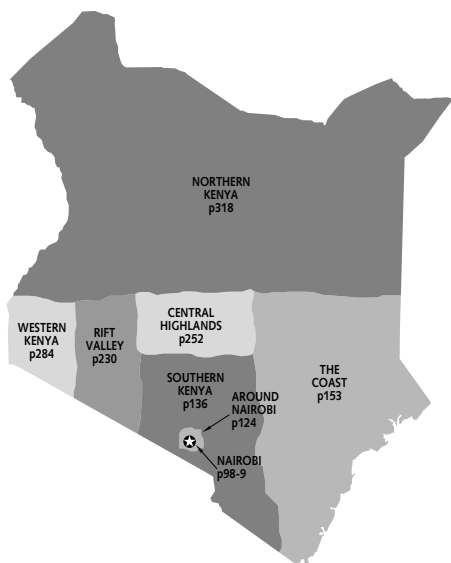 NORTHERN
KENYA
p318
WESTERN
KENYA
p284
RIFT
VALLEY
p230
CENTRAL
HIGHLANDS
p252
SOUTHERN
KENYA
p136
AROUND
NAIROBI
p124
NAIROBI
p98-9
THE
COAST
p153